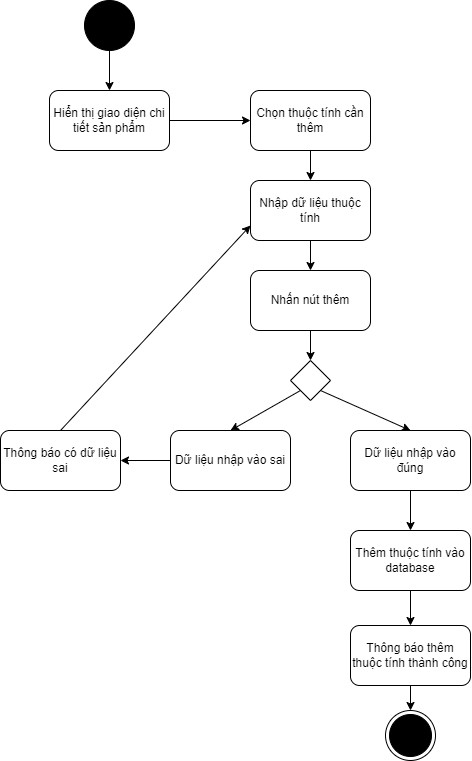 Hiển thị giao diện chi
tiết sản phẩm
Chọn thuộc tính cần
thêm
Nhập dữ liệu thuộc
tính
Nhấn nút thêm
Thông báo có dữ liệu
sai
Dữ liệu nhập vào sai
Dữ liệu nhập vào
đúng
Thêm thuộc tính vào
database
Thông báo thêm
thuộc tính thành công